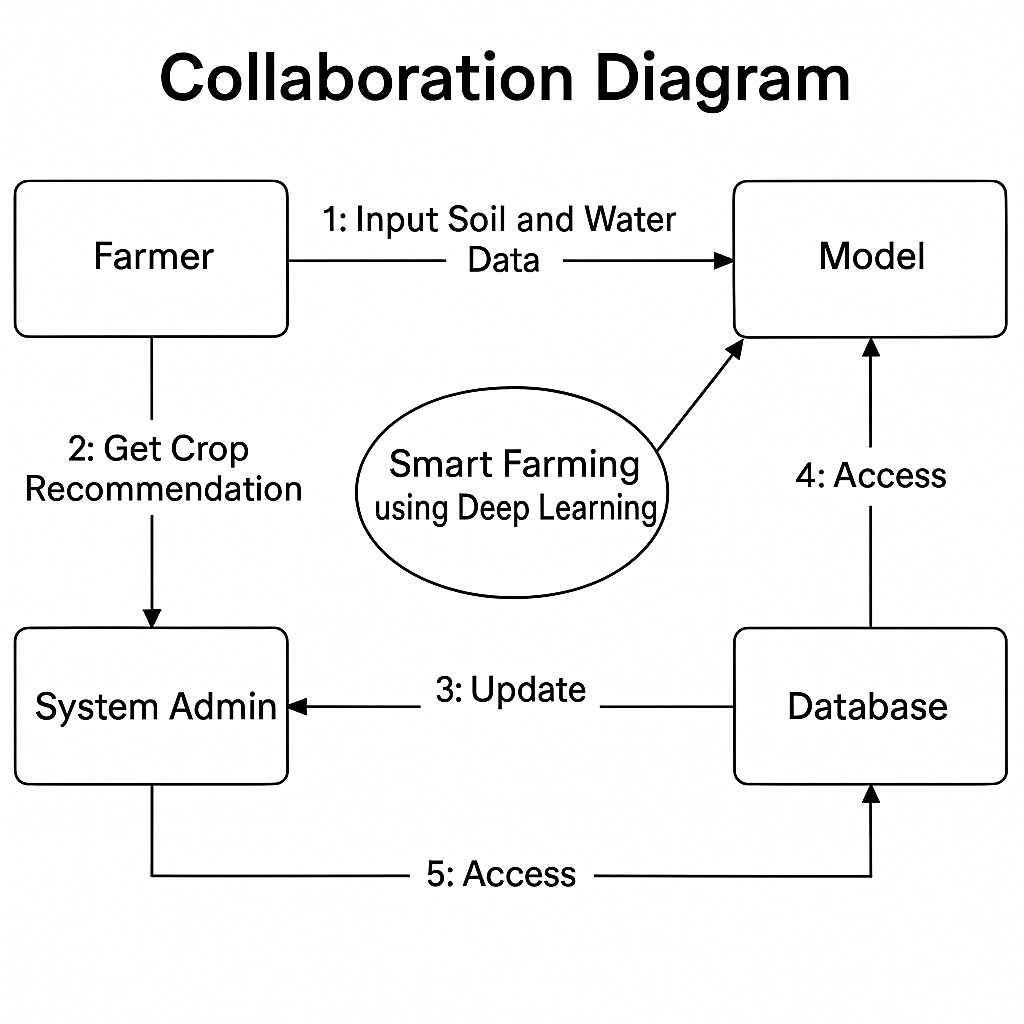 Collaboration Diagram
Farmer
1: Input Soil and Water
Data
Model
2: Get Crop
Recommendation
Smart Farming
using Deep Learning
4: Access
System Admin
3: Update
Database
5: Access